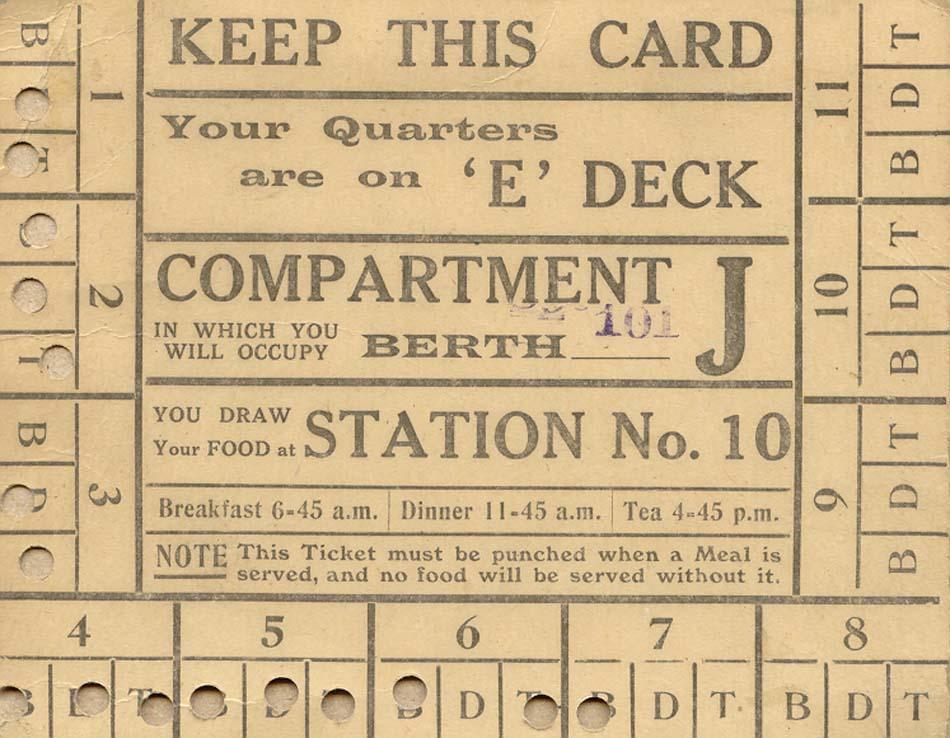 KEEP THIS CARD
Your Quarters
are on 'E' DECK
COMPARTMENT J
IN WHICH YOU
WILL OCCUPY BERTH 101
YOU DRAW
Your FOOD at STATION No. 10
Breakfast 6-45 a.m. Dinner 11-45 a.m. Tea 4-45 p.m.
NOTE This Ticket must be punched when a Meal is
served, and no food will be served without it.
1
B
T
2
T
3
B
D
4
B D T
5
6
B D T
7
B D T
8
B D T
9
B D T
10
B D T
11
B D T